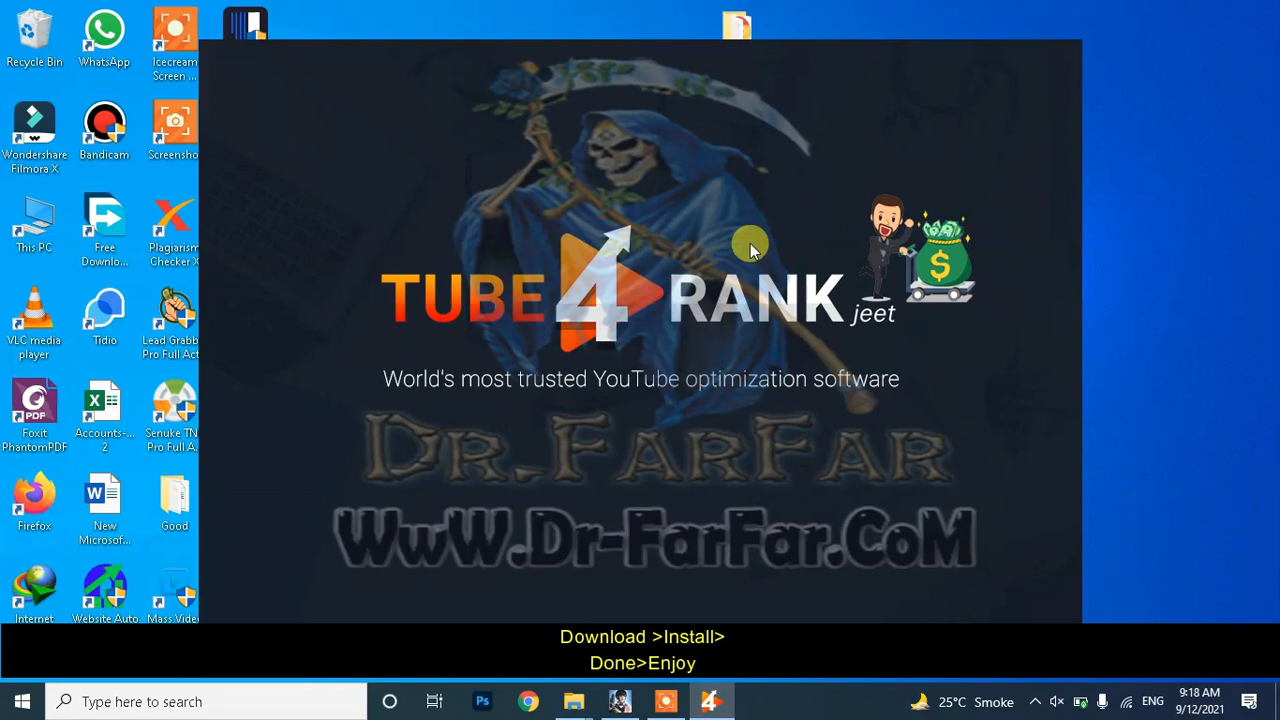 Recycle Bin
WhatsApp
Icecream
Screen ...
Wondershare
Filmora X
Bandicam
Screensho
This PC
Free
Downlo...
Plagiarism
Checker X
VLC media
player
Tidio
Lead Grabb
Pro Full Act
Foxit
PhantomPDF
Accounts-...
2
Senuke TN
Pro Full A
Firefox
New
Microsof...
Good
Internet
Website Auto
Mass Vide
TUBE 4 RANK
jeet
World's most trusted YouTube optimization software
Dr.FarFar
WwW.Dr-FarFar.CoM
Download >Install>
Done>Enjoy
Type here to search
Ps
25°C Smoke
ENG
9:18 AM
9/12/2021